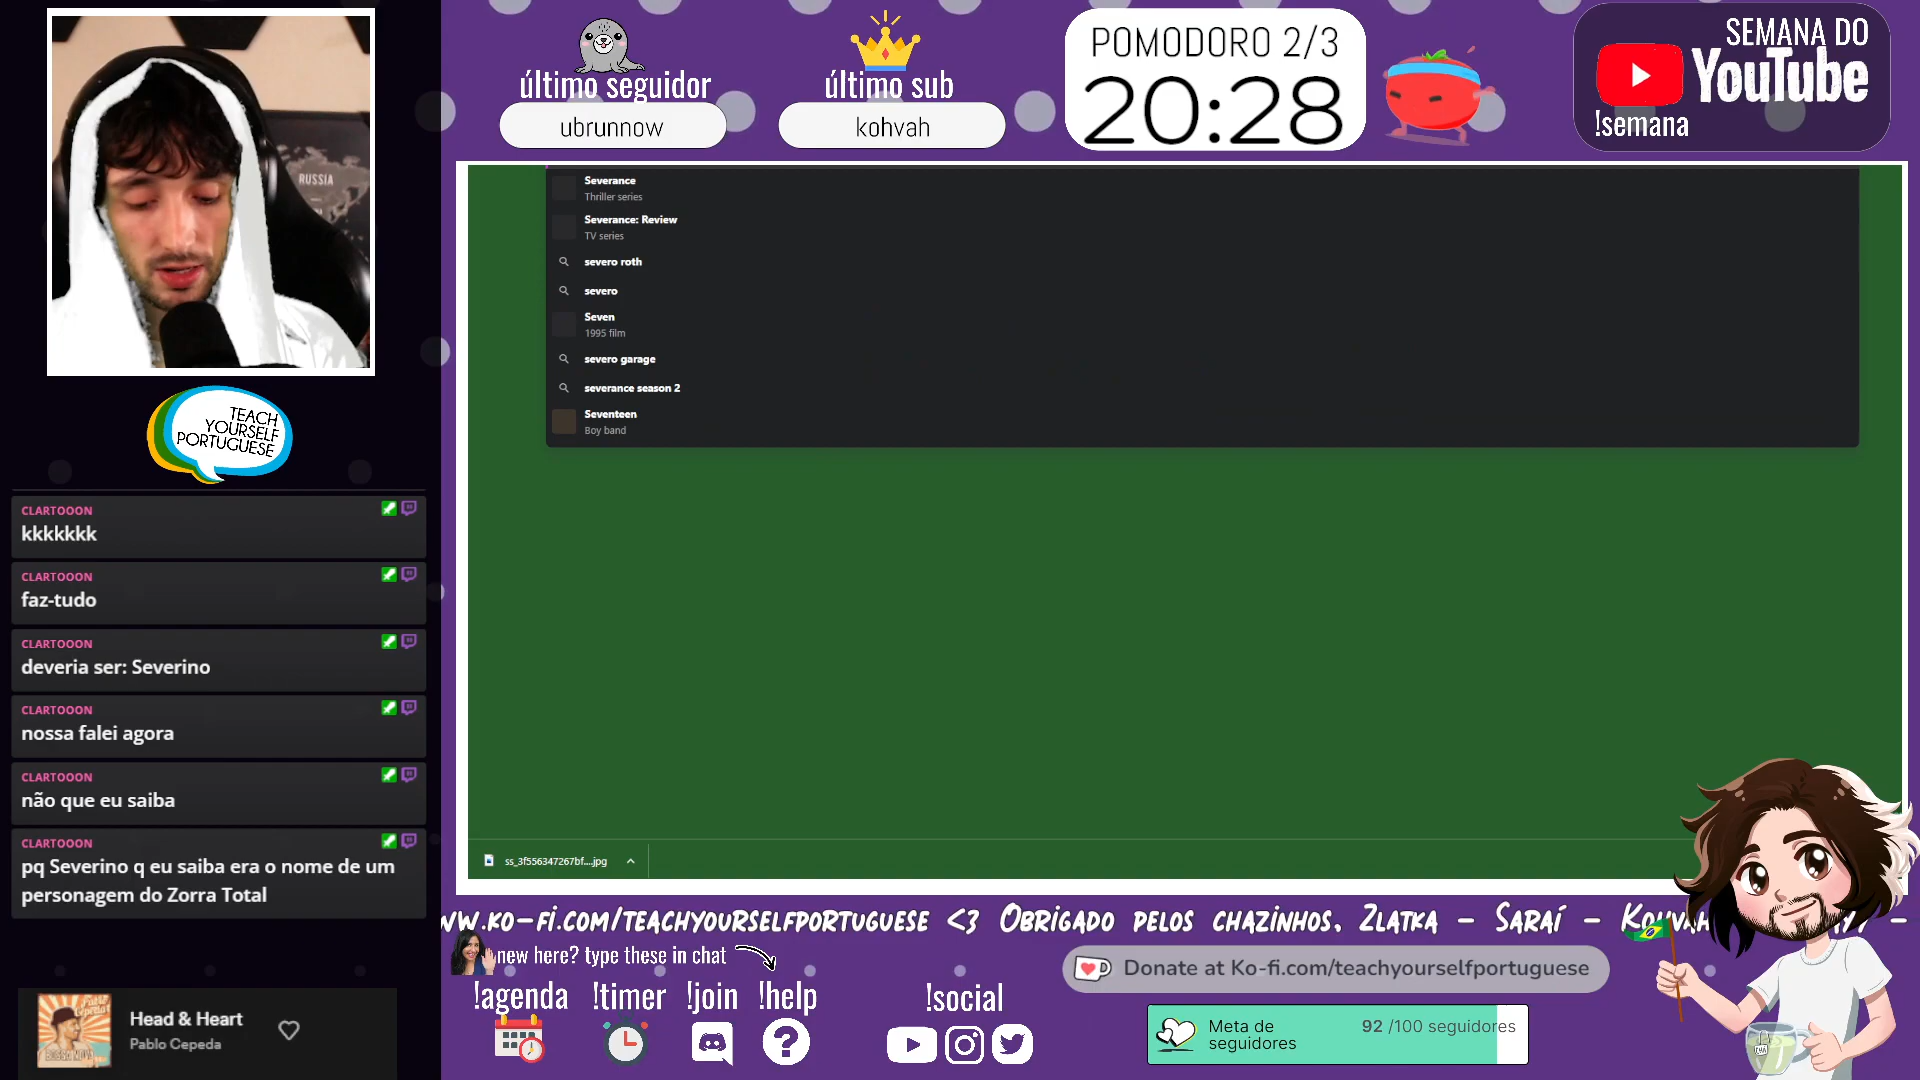 último seguidor
ubrunnow
último sub
kohvah
POMODORO 2/3
20:28
SEMANA DO
YouTube
!semana
RUSSIA
TEACH
YOURSELF
PORTUGUESE
CLARTOOON
kkkkkkk
CLARTOOON
faz-tudo
CLARTOOON
deveria ser: Severino
CLARTOOON
nossa falei agora
CLARTOOON
não que eu saiba
CLARTOOON
pq Severino q eu saiba era o nome de um
personagem do Zorra Total
Head & Heart
Pablo Cepeda
Severance
Thriller series
Severance: Review
TV series
severo roth
severo
Seven
1995 film
severo garage
severance season 2
Seventeen
Boy band
ss_3f556347267bf....jpg
WW.KO-FI.COM/TEACHYOURSELFPORTUGUESE <3 OBRIGADO PELOS CHAZINHOS, ZLATKA - SARAÍ -
new here? type these in chat
!agenda !timer !join !help
!social
Donate at Ko-fi.com/teachyourselfportuguese
Meta de
seguidores
92 /100 seguidores